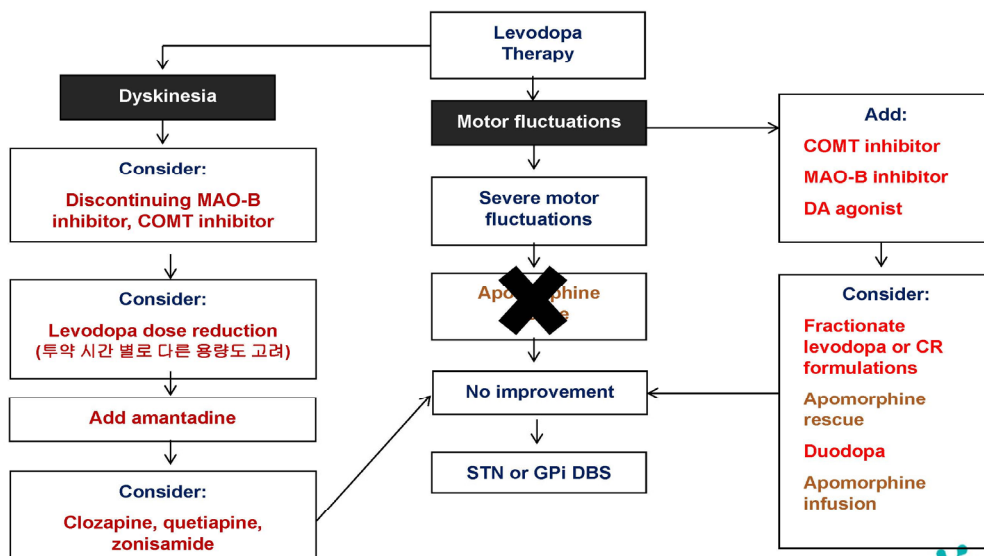 Levodopa
Therapy
Dyskinesia
Consider:
Discontinuing MAO-B
inhibitor, COMT inhibitor
Consider:
Levodopa dose reduction
(투약 시간 별로 다른 용량도 고려)
Add amantadine
Consider:
Clozapine, quetiapine,
zonisamide
Motor fluctuations
Severe motor
fluctuations
Apomorphine
No improvement
STN or GPi DBS
Add:
COMT inhibitor
MAO-B inhibitor
DA agonist
Consider:
Fractionate
levodopa or CR
formulations
Apomorphine
rescue
Duodopa
Apomorphine
infusion